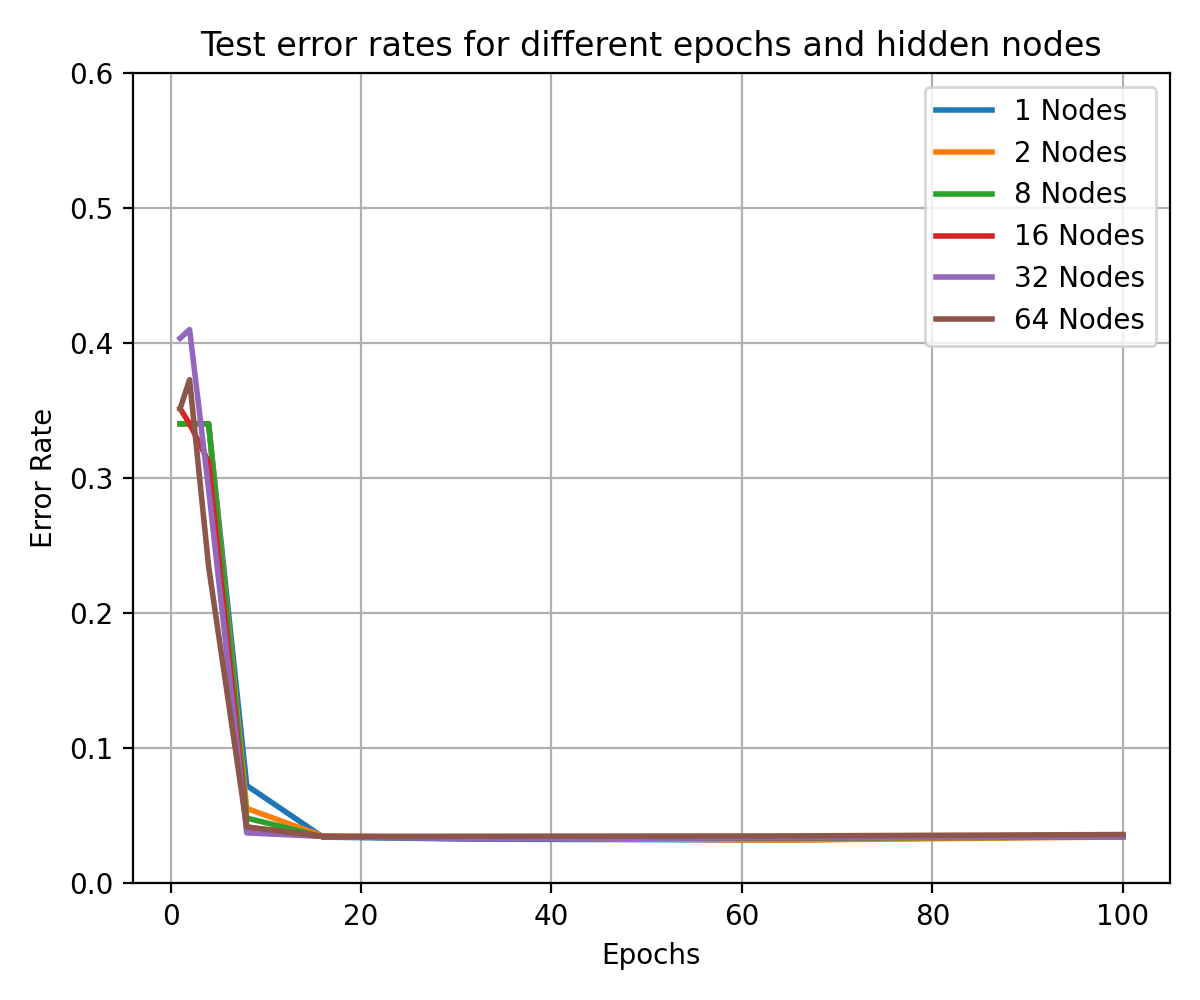 Test error rates for different epochs and hidden nodes
0.6
0.5
0.4
0.3
0.2
0.1
0.0
Error Rate
0 20 40 60 80 100
Epochs
1 Nodes
2 Nodes
8 Nodes
16 Nodes
32 Nodes
64 Nodes